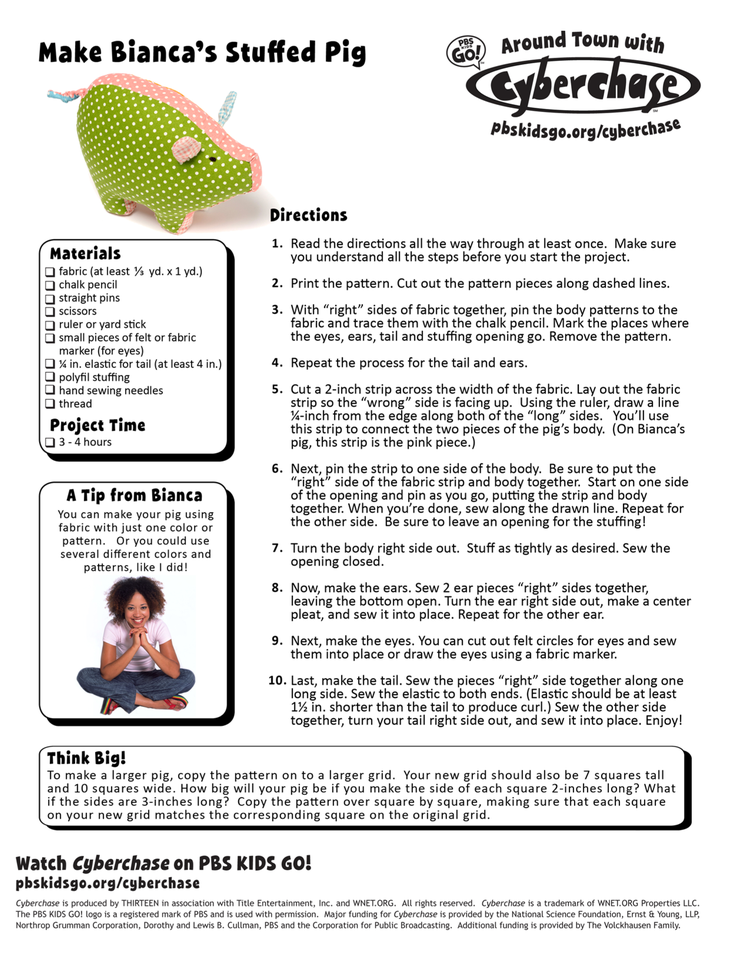 Make Bianca's Stuffed Pig
PBS KIDS GO!
Around Town with
Cyberchase
pbskidsgo.org/cyberchase
Materials
fabric (at least ⅓ yd. x 1 yd.)
chalk pencil
straight pins
scissors
ruler or yard stick
small pieces of felt or fabric
marker (for eyes)
¼ in. elastic for tail (at least 4 in.)
polyfil stuffing
hand sewing needles
thread
Project Time
3 - 4 hours
A Tip from Bianca
You can make your pig using
fabric with just one color or
pattern. Or you could use
several different colors and
patterns, like I did!
Directions
1. Read the directions all the way through at least once. Make sure
you understand all the steps before you start the project.
2. Print the pattern. Cut out the pattern pieces along dashed lines.
3. With "right" sides of fabric together, pin the body patterns to the
fabric and trace them with the chalk pencil. Mark the places where
the eyes, ears, tail and stuffing opening go. Remove the pattern.
4. Repeat the process for the tail and ears.
5. Cut a 2-inch strip across the width of the fabric. Lay out the fabric
strip so the "wrong" side is facing up. Using the ruler, draw a line
¼-inch from the edge along both of the "long" sides. You'll use
this strip to connect the two pieces of the pig's body. (On Bianca's
pig, this strip is the pink piece.)
6. Next, pin the strip to one side of the body. Be sure to put the
"right" side of the fabric strip and body together. Start on one side
of the opening and pin as you go, putting the strip and body
together. When you're done, sew along the drawn line. Repeat for
the other side. Be sure to leave an opening for the stuffing!
7. Turn the body right side out. Stuff as tightly as desired. Sew the
opening closed.
8. Now, make the ears. Sew 2 ear pieces "right" sides together,
leaving the bottom open. Turn the ear right side out, make a center
pleat, and sew it into place. Repeat for the other ear.
9. Next, make the eyes. You can cut out felt circles for eyes and sew
them into place or draw the eyes using a fabric marker.
10. Last, make the tail. Sew the pieces "right" side together along one
long side. Sew the elastic to both ends. (Elastic should be at least
1½ in. shorter than the tail to produce curl.) Sew the other side
together, turn your tail right side out, and sew it into place. Enjoy!
Think Big!
To make a larger pig, copy the pattern on to a larger grid. Your new grid should also be 7 squares tall
and 10 squares wide. How big will your pig be if you make the side of each square 2-inches long? What
if the sides are 3-inches long? Copy the pattern over square by square, making sure that each square
on your new grid matches the corresponding square on the original grid.
Watch Cyberchase on PBS KIDS GO!
pbskidsgo.org/cyberchase
Cyberchase is produced by THIRTEEN in association with Title Entertainment, Inc. and WNET.ORG. All rights reserved. Cyberchase is a trademark of WNET.ORG Properties LLC.
The PBS KIDS GO! logo is a registered mark of PBS and is used with permission. Major funding for Cyberchase is provided by the National Science Foundation, Ernst & Young, LLP,
Northrop Grumman Corporation, Dorothy and Lewis B. Cullman, PBS and the Corporation for Public Broadcasting. Additional funding is provided by The Volckhausen Family.